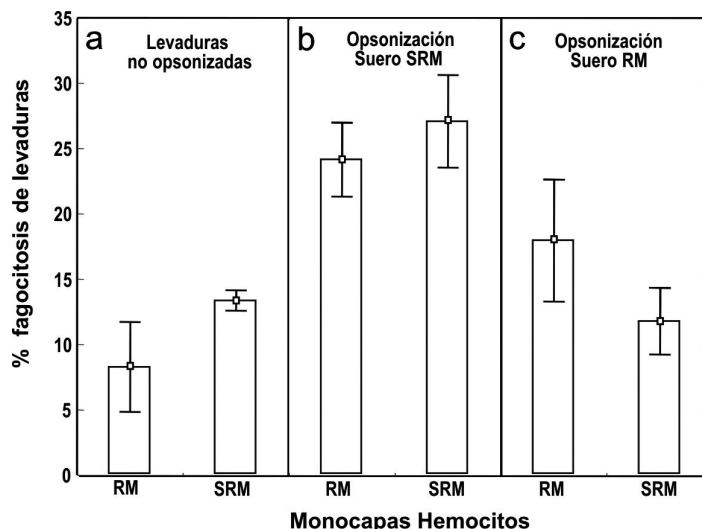 a
Levaduras
no opsonizadas
b
Opsonización
Suero SRM
c
Opsonización
Suero RM
% fagocitosis de levaduras
35
30
25
20
15
10
5
0
RM SRM RM SRM RM SRM
Monocapas Hemocitos